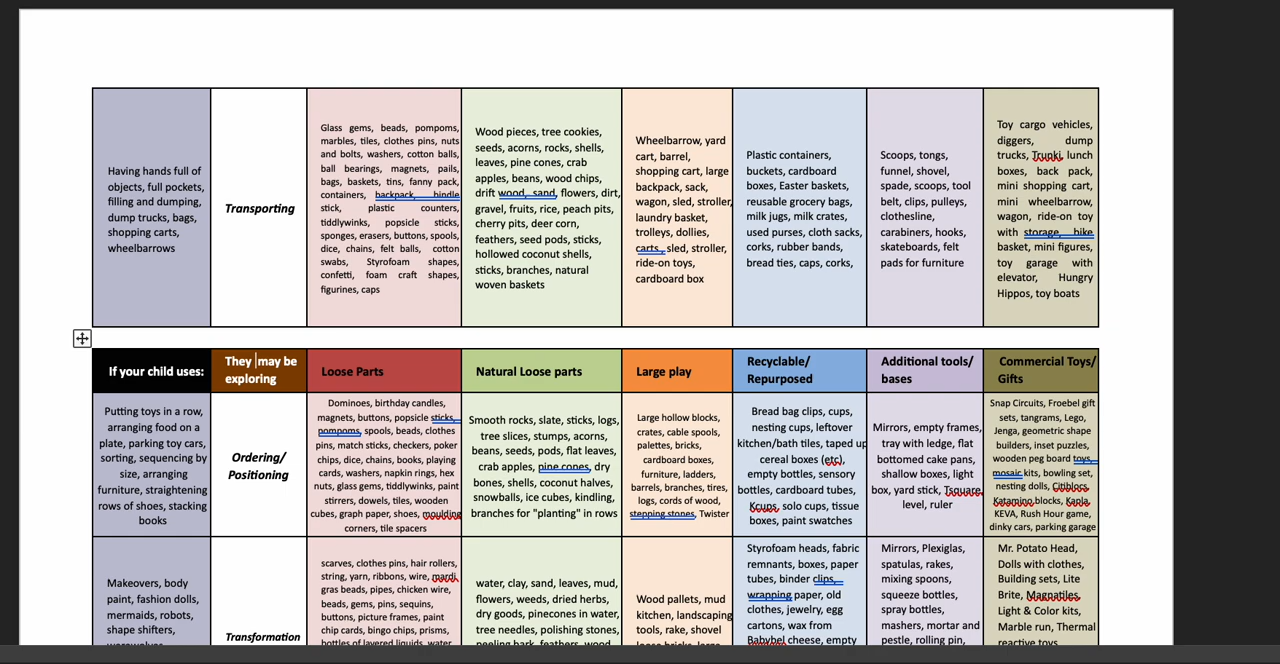 Having hands full of
objects, full pockets,
filling and dumping,
dump trucks, bags,
shopping carts,
wheelbarrows
Transporting
Glass gems, beads, pompoms,
marbles, tiles, clothes pins, nuts
and bolts, washers, cotton balls,
ball bearings, magnets, pails,
bags, baskets, tins, fanny pack,
containers, backpack, hindle
stick, plastic counters,
tiddlywinks, popsicle sticks,
sponges, erasers, buttons, spools,
dice, chains, felt balls, cotton
swabs, Styrofoam shapes,
confetti, foam craft shapes,
figurines, caps
Wood pieces, tree cookies,
seeds, acorns, rocks, shells,
leaves, pine cones, crab
apples, beans, wood chips,
drift wood, sand, flowers, dirt,
gravel, fruits, rice, peach pits,
cherry pits, deer corn,
feathers, seed pods, sticks,
hollowed coconut shells,
sticks, branches, natural
woven baskets
Wheelbarrow, yard
cart, barrel,
shopping cart, large
backpack, sack,
wagon, sled, stroller,
laundry basket,
trolleys, dollies,
carts, sled, stroller,
ride-on toys,
cardboard box
Plastic containers,
buckets, cardboard
boxes, Easter baskets,
reusable grocery bags,
milk jugs, milk crates,
used purses, cloth sacks,
corks, rubber bands,
bread ties, caps, corks,
Scoops, tongs,
funnel, shovel,
spade, scoops, tool
belt, clips, pulleys,
clothesline,
carabiners, hooks,
skateboards, felt
pads for furniture
Toy cargo vehicles,
diggers, dump
trucks, Trunki, lunch
boxes, back pack,
mini shopping cart,
mini wheelbarrow,
wagon, ride-on toy
with storage, bike
basket, mini figures,
toy garage with
elevator, Hungry
Hippos, toy boats
If your child uses:
They may be
exploring
Loose Parts
Natural Loose parts
Large play
Recyclable/
Repurposed
Additional tools/
bases
Commercial Toys/
Gifts
Putting toys in a row,
arranging food on a
plate, parking toy cars,
sorting, sequencing by
size, arranging
furniture, straightening
rows of shoes, stacking
books
Ordering/
Positioning
Dominoes, birthday candles,
magnets, buttons, popsicle sticks,
pompoms, spools, beads, clothes
pins, match sticks, checkers, poker
chips, dice, chains, books, playing
cards, washers, napkin rings, hex
nuts, glass gems, tiddlywinks, paint
stirrers, dowels, tiles, wooden
cubes, graph paper, shoes, moulding
corners, tile spacers
Smooth rocks, slate, sticks, logs,
tree slices, stumps, acorns,
beans, seeds, pods, flat leaves,
crab apples, pine cones, dry
bones, shells, coconut halves,
snowballs, ice cubes, kindling,
branches for "planting" in rows
Large hollow blocks,
crates, cable spools,
palettes, bricks,
cardboard boxes,
furniture, ladders,
barrels, branches, tires,
logs, cords of wood,
stepping stones, Twister
Bread bag clips, cups,
nesting cups, leftover
kitchen/bath tiles, taped up
cereal boxes (etc),
empty bottles, sensory
bottles, cardboard tubes,
Kcups, solo cups, tissue
boxes, paint swatches
Mirrors, empty frames,
tray with ledge, flat
bottomed cake pans,
shallow boxes, light
box, yard stick, Tsquare,
level, ruler
Snap Circuits, Froebel gift
sets, tangrams, Lego,
Jenga, geometric shape
builders, inset puzzles,
wooden peg board toys,
mosaic kits, bowling set,
nesting dolls, Citiblocs,
Katamino blocks, Kapla,
KEVA, Rush Hour game,
dinky cars, parking garage
Makeovers, body
paint, fashion dolls,
mermaids, robots,
shape shifters,
Transformation
scarves, clothes pins, hair rollers,
string, yarn, ribbons, wire, mardi
gras beads, pipes, chicken wire,
beads, gems, pins, sequins,
buttons, picture frames, paint
chip cards, bingo chips, prisms,
bottles of layered liquids, water
water, clay, sand, leaves, mud,
flowers, weeds, dried herbs,
dry goods, pinecones in water,
tree needles, polishing stones,
peeling bark, feathers, wood
Wood pallets, mud
kitchen, landscaping
tools, rake, shovel
loose bricks, large
Styrofoam heads, fabric
remnants, boxes, paper
tubes, binder clips,
wrapping paper, old
clothes, jewelry, egg
cartons, wax from
Babybel cheese, empty
Mirrors, Plexiglas,
spatulas, rakes,
mixing spoons,
squeeze bottles,
spray bottles,
mashers, mortar and
pestle, rolling pin,
Mr. Potato Head,
Dolls with clothes,
Building sets, Lite
Brite, Magnatiles,
Light & Color kits,
Marble run, Thermal
reactive toys